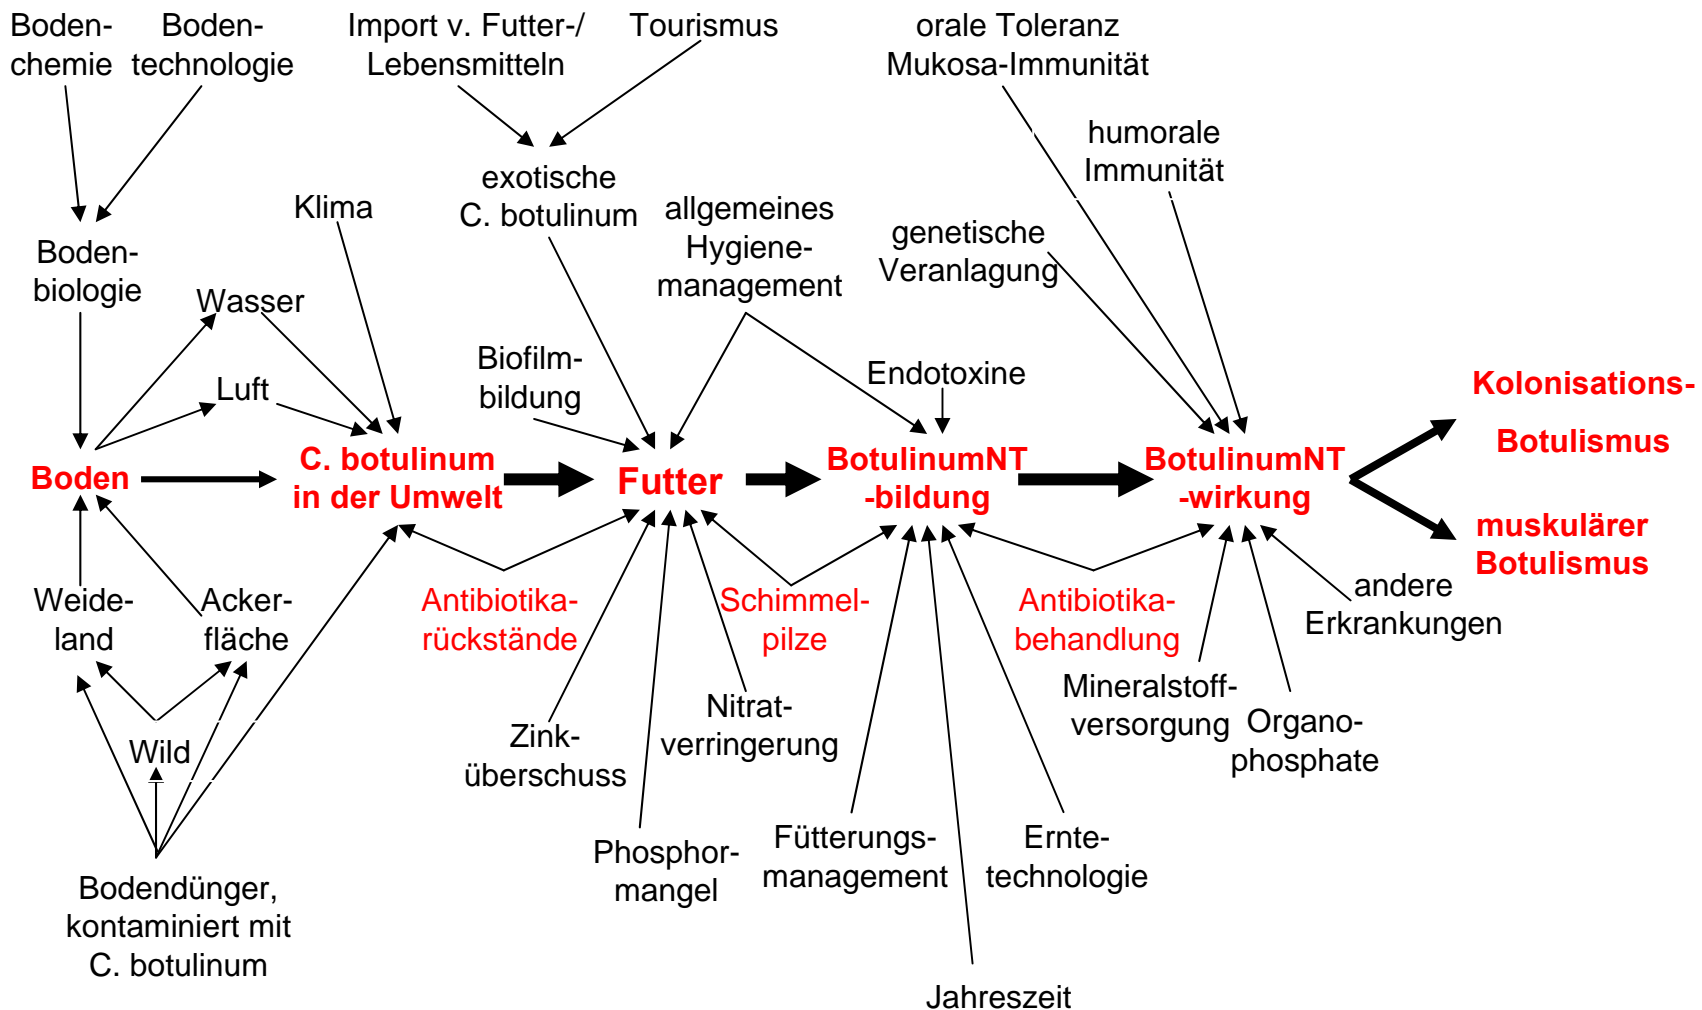 Boden-
chemie
Boden-
technologie
Import v. Futter-/
Lebensmitteln
Tourismus
orale Toleranz
Mukosa-Immunität
humorale
Immunität
exotische
C. botulinum
Klima
allgemeines
Hygiene-
management
genetische
Veranlagung
Boden-
biologie
Wasser
Luft
Biofilm-
bildung
Endotoxine
Kolonisations-
Botulismus
Boden
C. botulinum
in der Umwelt
Futter
BotulinumNT
-bildung
BotulinumNT
-wirkung
muskulärer
Botulismus
Weide-
land
Acker-
fläche
Antibiotika-
rückstände
Schimmel-
pilze
Antibiotika-
behandlung
andere
Erkrankungen
Wild
Zink-
überschuss
Nitrat-
verringerung
Mineralstoff-
versorgung
Organo-
phosphate
Phosphor-
mangel
Fütterungs-
management
Ernte-
technologie
Bodendünger,
kontaminiert mit
C. botulinum
Jahreszeit